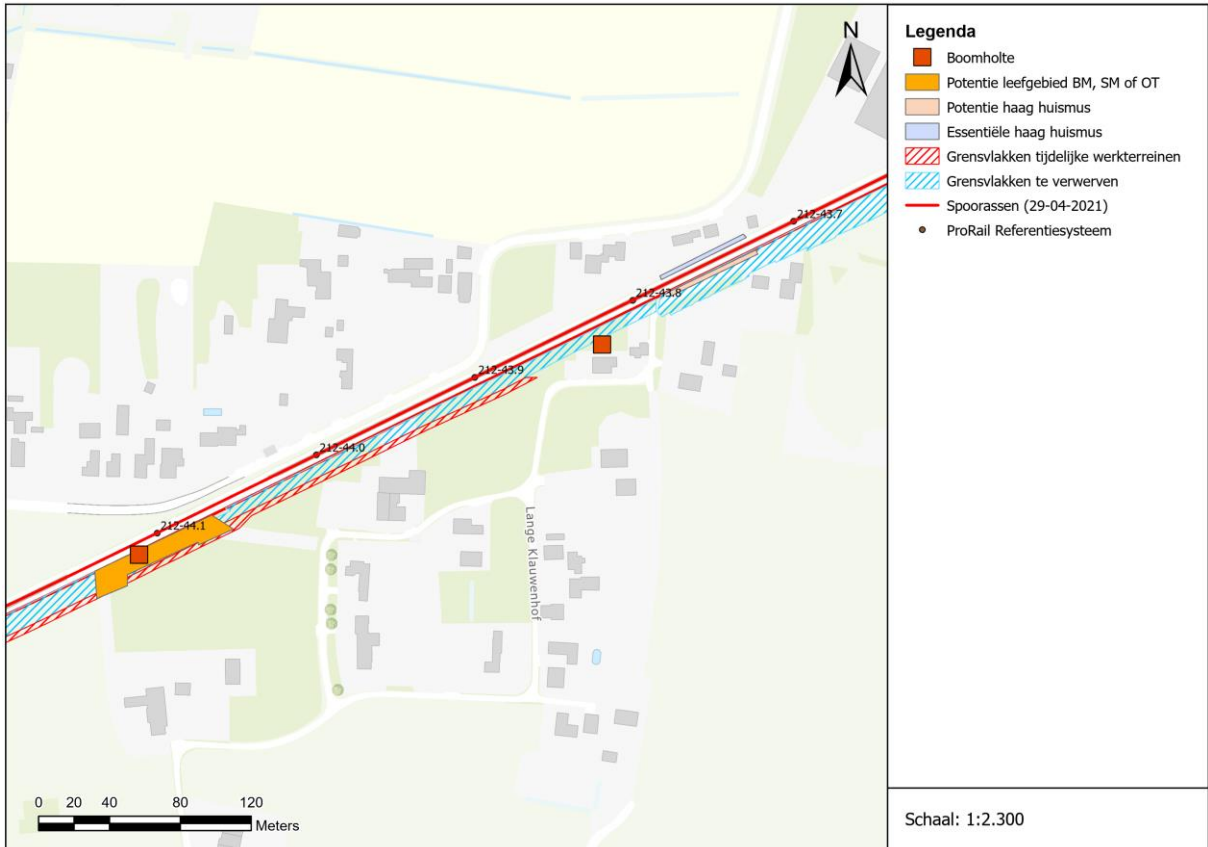 N
212-43.7
212-43.8
212-43.9
212-44.0
212-44.1
Lange Klauwenhof
0 20 40 80 120
Meters
Legenda
Boomholte
Potentie leefgebied BM, SM of OT
Potentie haag huismus
Essentiële haag huismus
Grensvlakken tijdelijke werkterreinen
Grensvlakken te verwerven
Spoorassen (29-04-2021)
ProRail Referentiesysteem
Schaal: 1:2.300